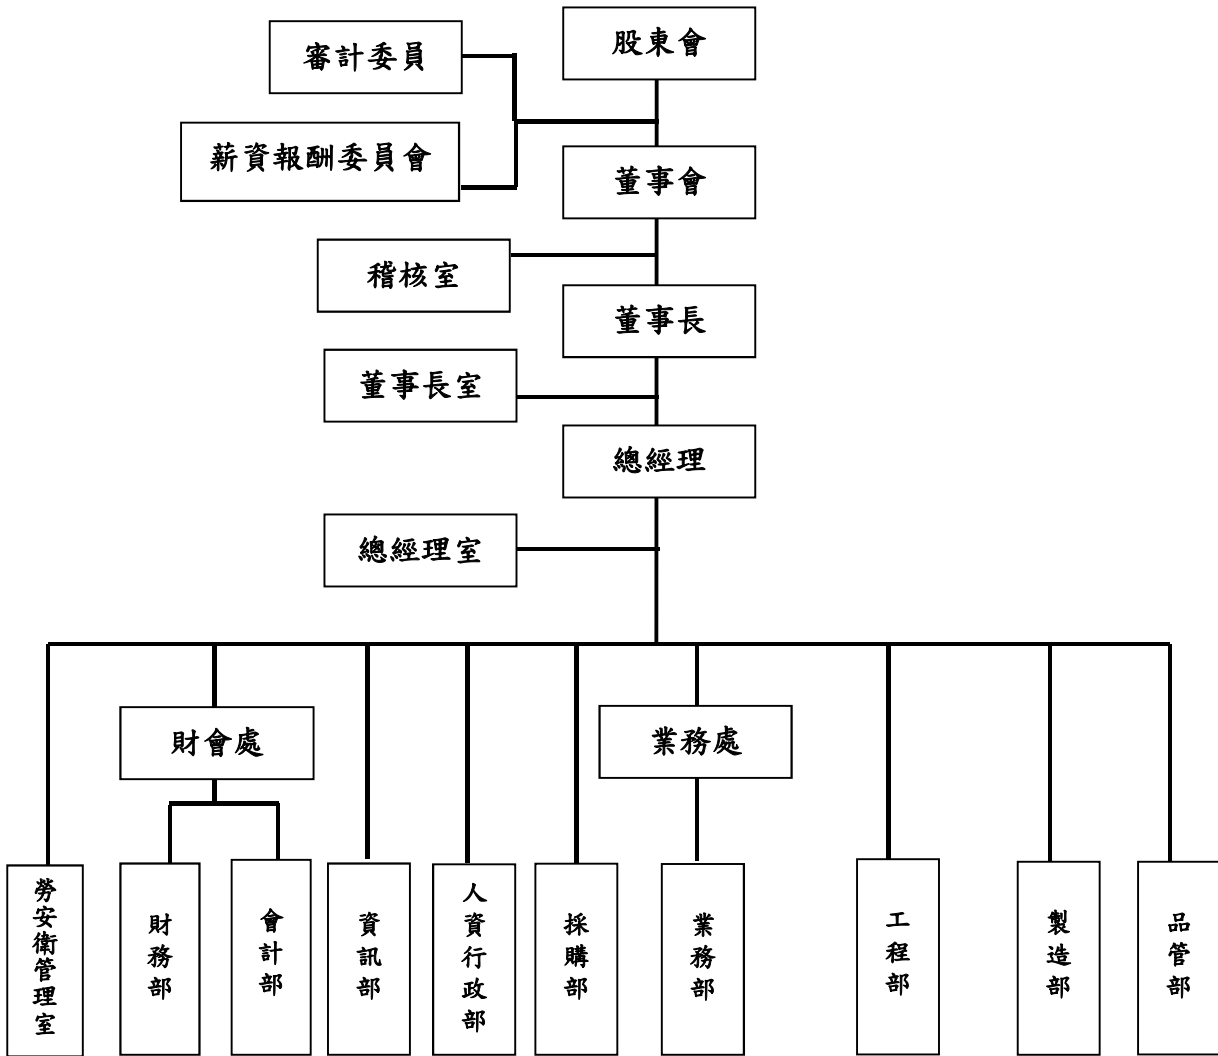 股東會
審計委員
薪資報酬委員會
董事會
稽核室
董事長
董事長室
總經理
總經理室
財會處
業務處
勞安衛管理室
財務部
會計部
資訊部
人資行政部
採購部
業務部
工程部
製造部
品管部